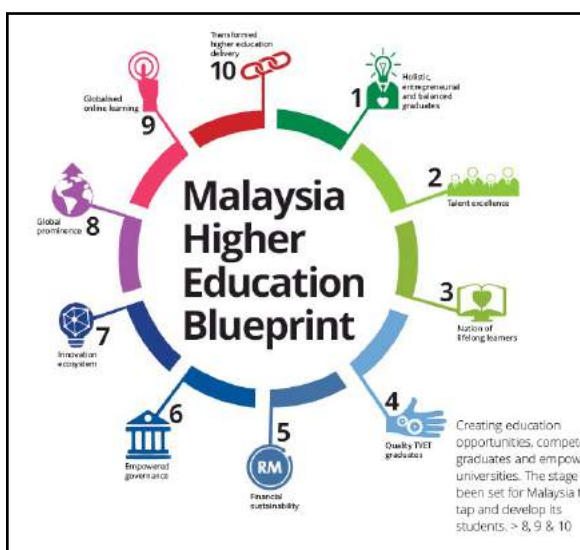 Transformed
higher education
delivery
10
1
Holistic,
entrepreneurial
and balanced
graduates
2
Talent excellence
3
Nation of
lifelong learners
4
Quality TVET
graduates
5
RM
Financial
sustainability
6
Empowered
governance
7
Innovation
ecosystem
8
Global
prominence
9
Globalised
online learning
Malaysia
Higher
Education
Blueprint
Creating education
opportunities, compete
graduates and empow
universities. The stage
been set for Malaysia t
tap and develop its
students. > 8, 9 & 10